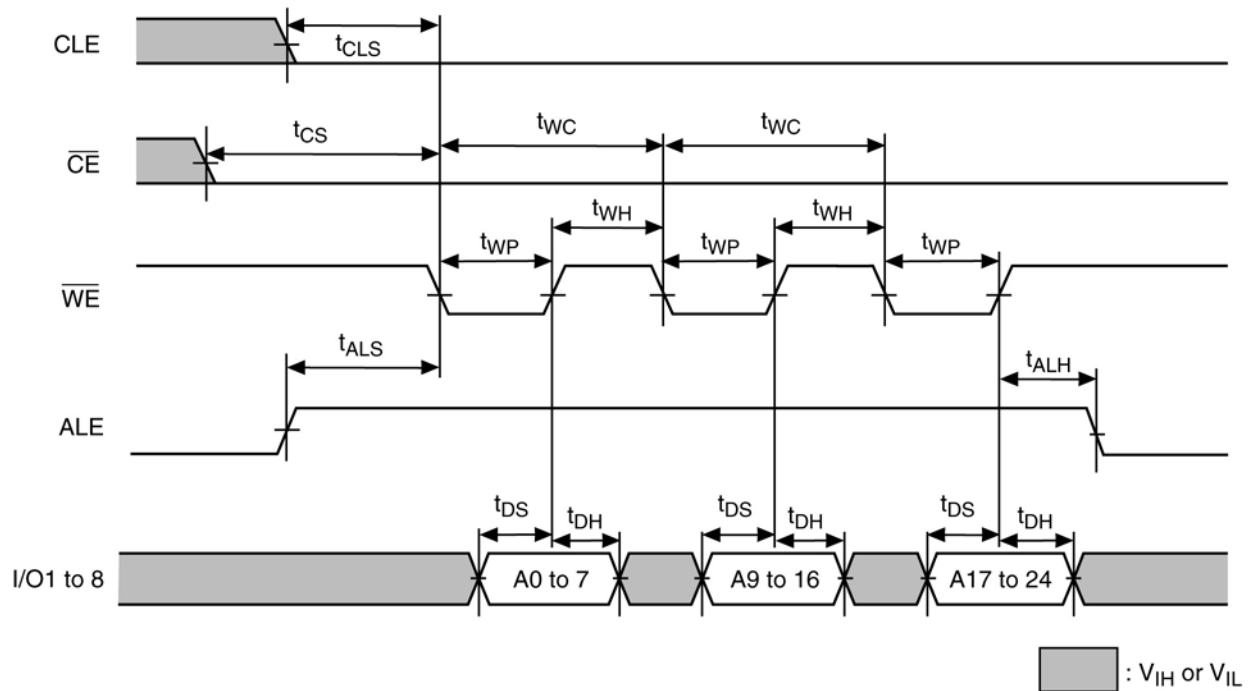 CLE
tCLS
tCS
tWC
tWC
CE
tWH
tWH
tWP
tWP
tWP
WE
tALS
tALH
ALE
tDS
tDH
tDS
tDH
tDS
tDH
I/O1 to 8
A0 to 7
A9 to 16
A17 to 24
: VIH or VIL